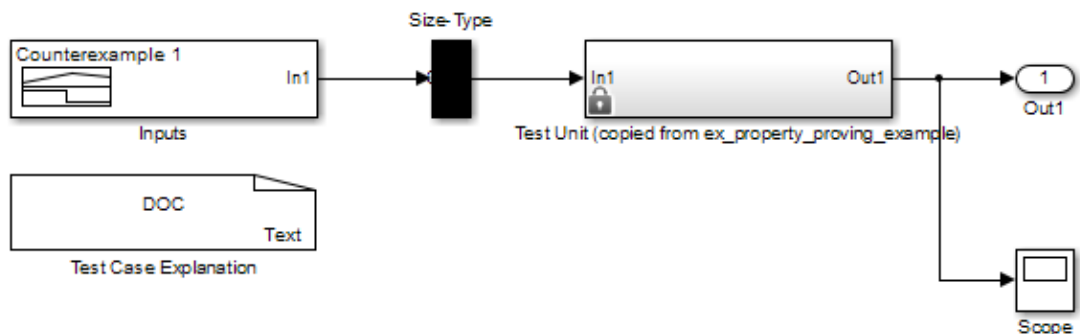 Size-Type
Counterexample 1
In1
In1
Out1
1
Inputs
Test Unit (copied from ex_property_proving_example)
Out1
DOC
Text
Test Case Explanation
Scope